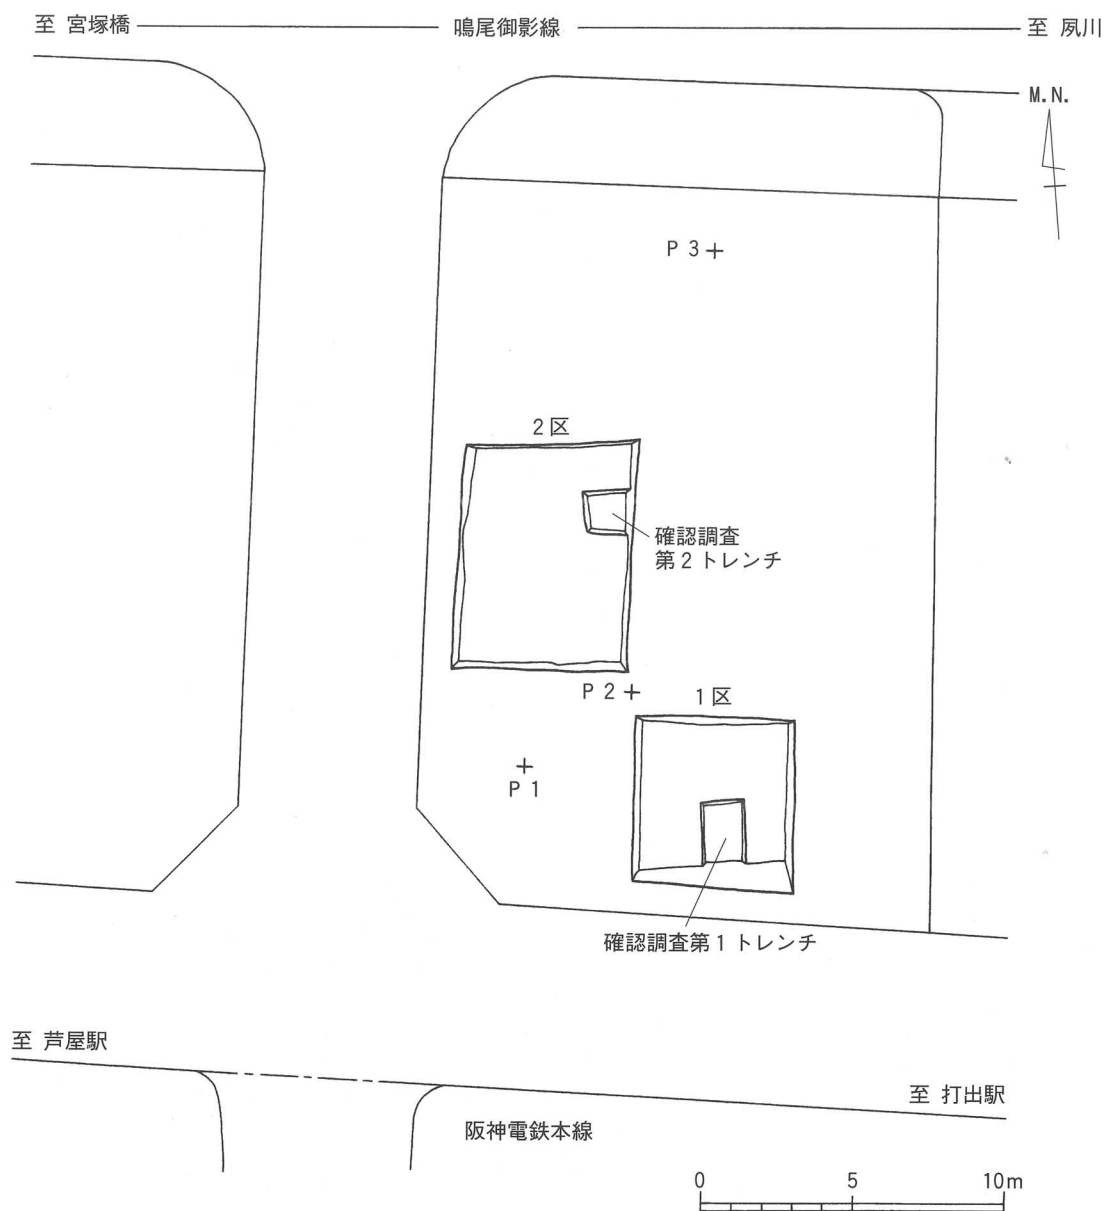 至 宮塚橋
鳴尾御影線
至 夙川
M.N.
P 3
2区
確認調査
第2トレンチ
P 2
1区
P 1
確認調査第1トレンチ
至 芦屋駅
至 打出駅
阪神電鉄本線
0 5 10m